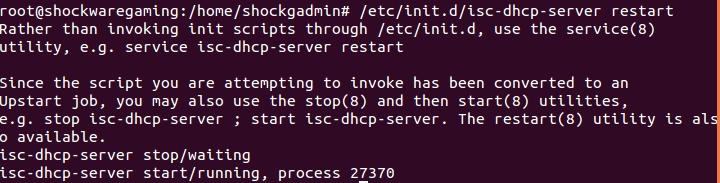 root@shockwaregaming:/home/shockgadmin# /etc/init.d/isc-dhcp-server restart
Rather than invoking init scripts through /etc/init.d, use the service(8)
utility, e.g. service isc-dhcp-server restart

Since the script you are attempting to invoke has been converted to an
Upstart job, you may also use the stop(8) and then start(8) utilities,
e.g. stop isc-dhcp-server ; start isc-dhcp-server. The restart(8) utility is als
o available.
isc-dhcp-server stop/waiting
isc-dhcp-server start/running, process 27370